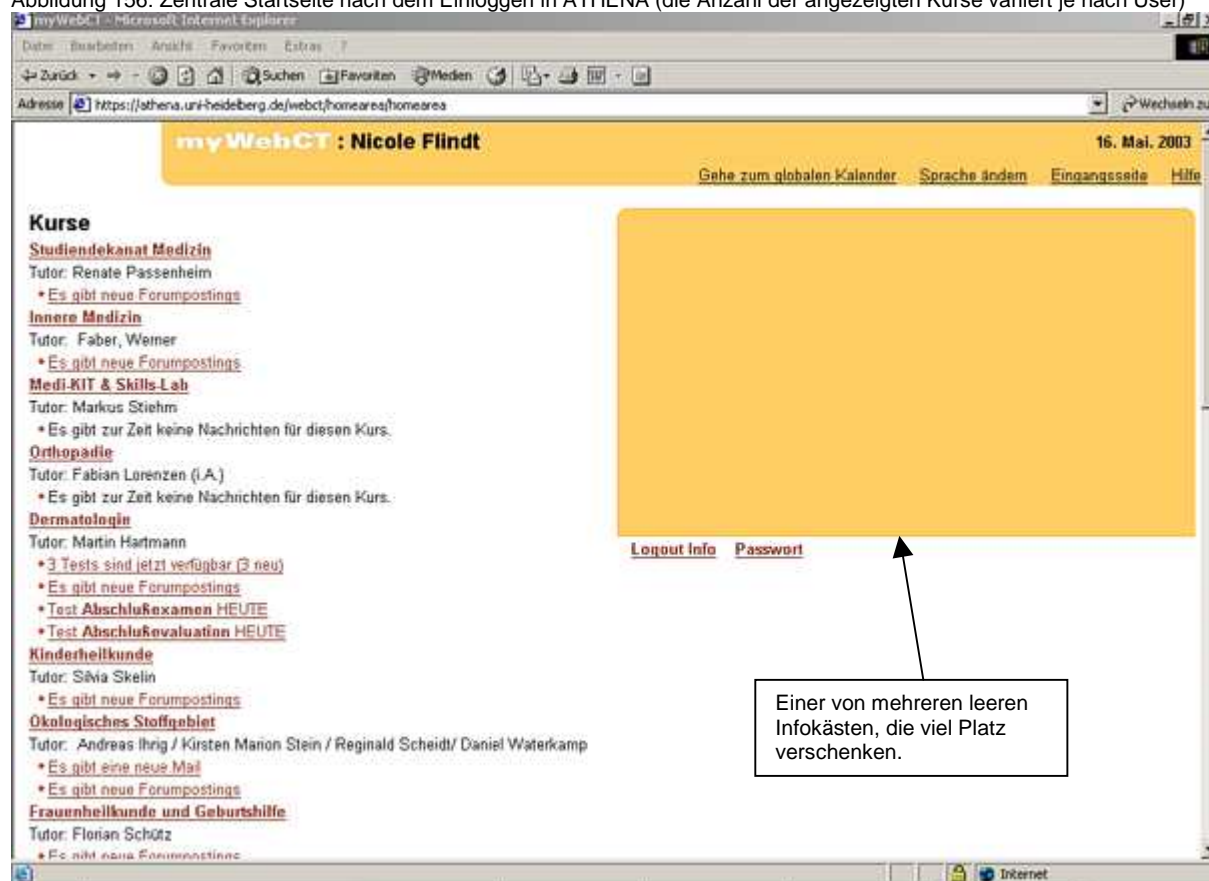 Abbildung 156: Zentrale Startseite nach dem Einloggen in ATHENA (die Anzahl der angezeigten Kurse variiert je nach User)
myWebCT - Microsoft Internet Explorer
Datei Bearbeiten Ansicht Favoriten Extras ?
Zurück Suchen Favoriten Medien
Adresse https://athena.uni-heidelberg.de/webct/homearea/homearea Wechseln zu
myWebCT : Nicole Flindt 16. Mai. 2003
Gehe zum globalen Kalender Sprache ändern Eingangsseite Hilfe
Kurse
Studiendekanat Medizin
Tutor: Renate Passenheim
• Es gibt neue Forumpostings
Innere Medizin
Tutor: Faber, Werner
• Es gibt neue Forumpostings
Medi-KIT & Skills-Lab
Tutor: Markus Stiehm
• Es gibt zur Zeit keine Nachrichten für diesen Kurs.
Orthopädie
Tutor: Fabian Lorenzen (i.A.)
• Es gibt zur Zeit keine Nachrichten für diesen Kurs.
Dermatologie
Tutor: Martin Hartmann
• 3 Tests sind jetzt verfügbar (3 neu)
• Es gibt neue Forumpostings
• Test Abschlußexamen HEUTE
• Test Abschlußevaluation HEUTE
Kinderheilkunde
Tutor: Silvia Skelin
• Es gibt neue Forumpostings
Ökologisches Stoffgebiet
Tutor: Andreas Ihrig / Kirsten Marion Stein / Reginald Scheidt/ Daniel Waterkamp
• Es gibt eine neue Mail
• Es gibt neue Forumpostings
Frauenheilkunde und Geburtshilfe
Tutor: Florian Schütz
• Es gibt neue Forumpostings
Logout Info Passwort
Einer von mehreren leeren
Infokästen, die viel Platz
verschenken.
Internet